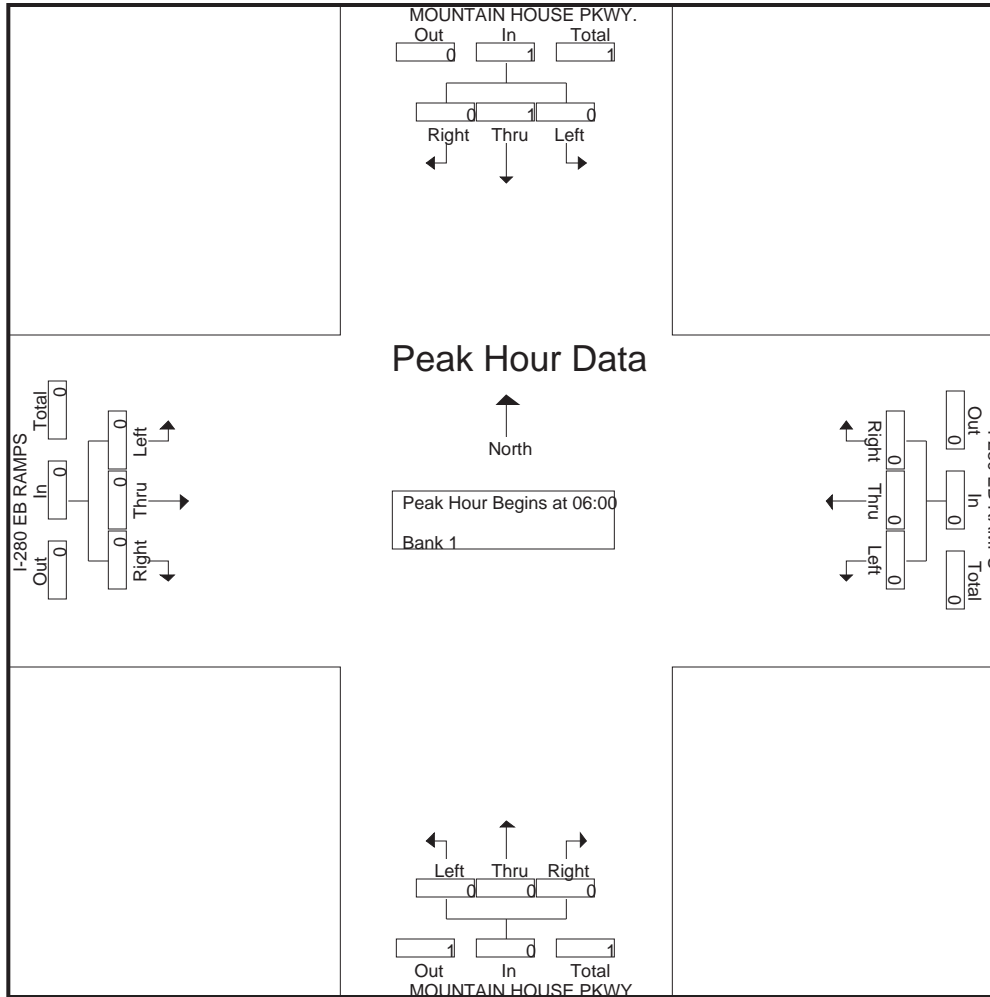 MOUNTAIN HOUSE PKWY.
Out In Total
0 1 1
0 1 0
Right Thru Left
Peak Hour Data
North
Peak Hour Begins at 06:00
Bank 1
I-280 EB RAMPS
Total In Out
0 0 0
0 0 0
Left Thru Right
Right Thru Left
0 0 0
Out In Total
0 0 0
Left Thru Right
0 0 0
1 0 1
Out In Total
MOUNTAIN HOUSE PKWY